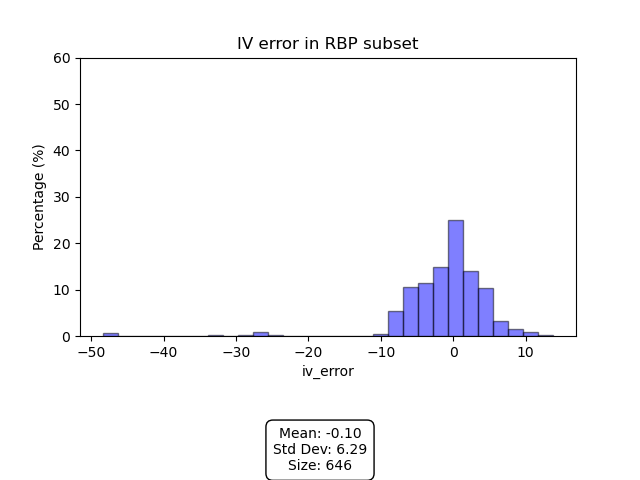 IV error in RBP subset
Percentage (%)
60
50
40
30
20
10
0
−50 −40 −30 −20 −10 0 10
iv_error
Mean: -0.10
Std Dev: 6.29
Size: 646